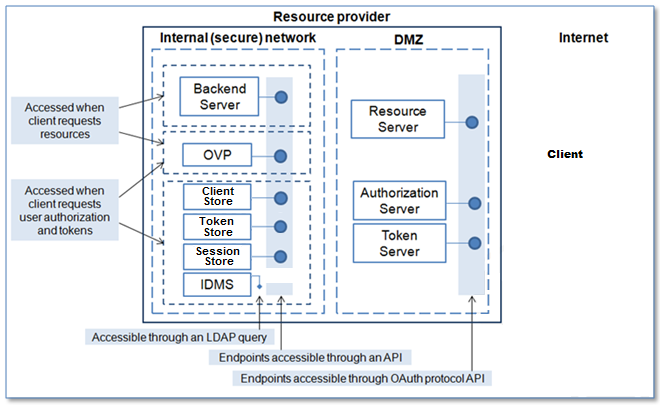 Resource provider
Internal (secure) network
DMZ
Internet
Backend
Server
Accessed when
client requests
resources
Resource
Server
OVP
Client
Accessed when
client requests
user authorization
and tokens
Client
Store
Authorization
Server
Token
Store
Token
Server
Session
Store
IDMS
Accessible through an LDAP query
Endpoints accessible through an API
Endpoints accessible through OAuth protocol API